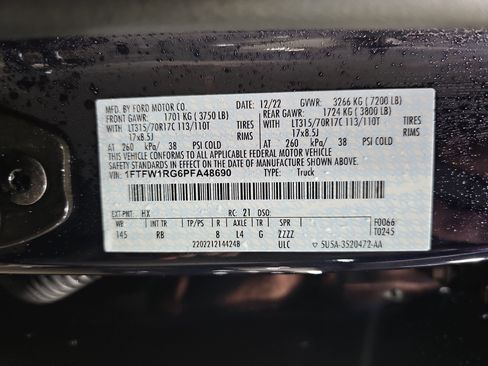 MFD. BY FORD MOTOR CO. DATE: 12/22 GVWR: 3266 KG ( 7200 LB)
FRONT GAWR: 1701 KG ( 3750 LB) REAR GAWR: 1724 KG ( 3800 LB)
WITH LT315/70R17C 113/110T TIRES WITH LT315/70R17C 113/110T TIRES
17x8.5J RIMS 17x8.5J RIMS
AT 260 kPa/ 38 PSI COLD AT 260 kPa/ 38 PSI COLD
THIS VEHICLE CONFORMS TO ALL APPLICABLE FEDERAL MOTOR VEHICLE
SAFETY STANDARDS IN EFFECT ON THE DATE OF MANUFACTURE SHOWN ABOVE.
VIN: 1FTFW1RG6PFA48690 TYPE: Truck
EXT PNT: HX RC: 21 DSO: F0066
WB INT TR TP/PS R AXLE TR SPR T0245
145 RB 8 L4 G ZZZZ
2202212144248 ULC ▽ 5U5A-3520472-AA